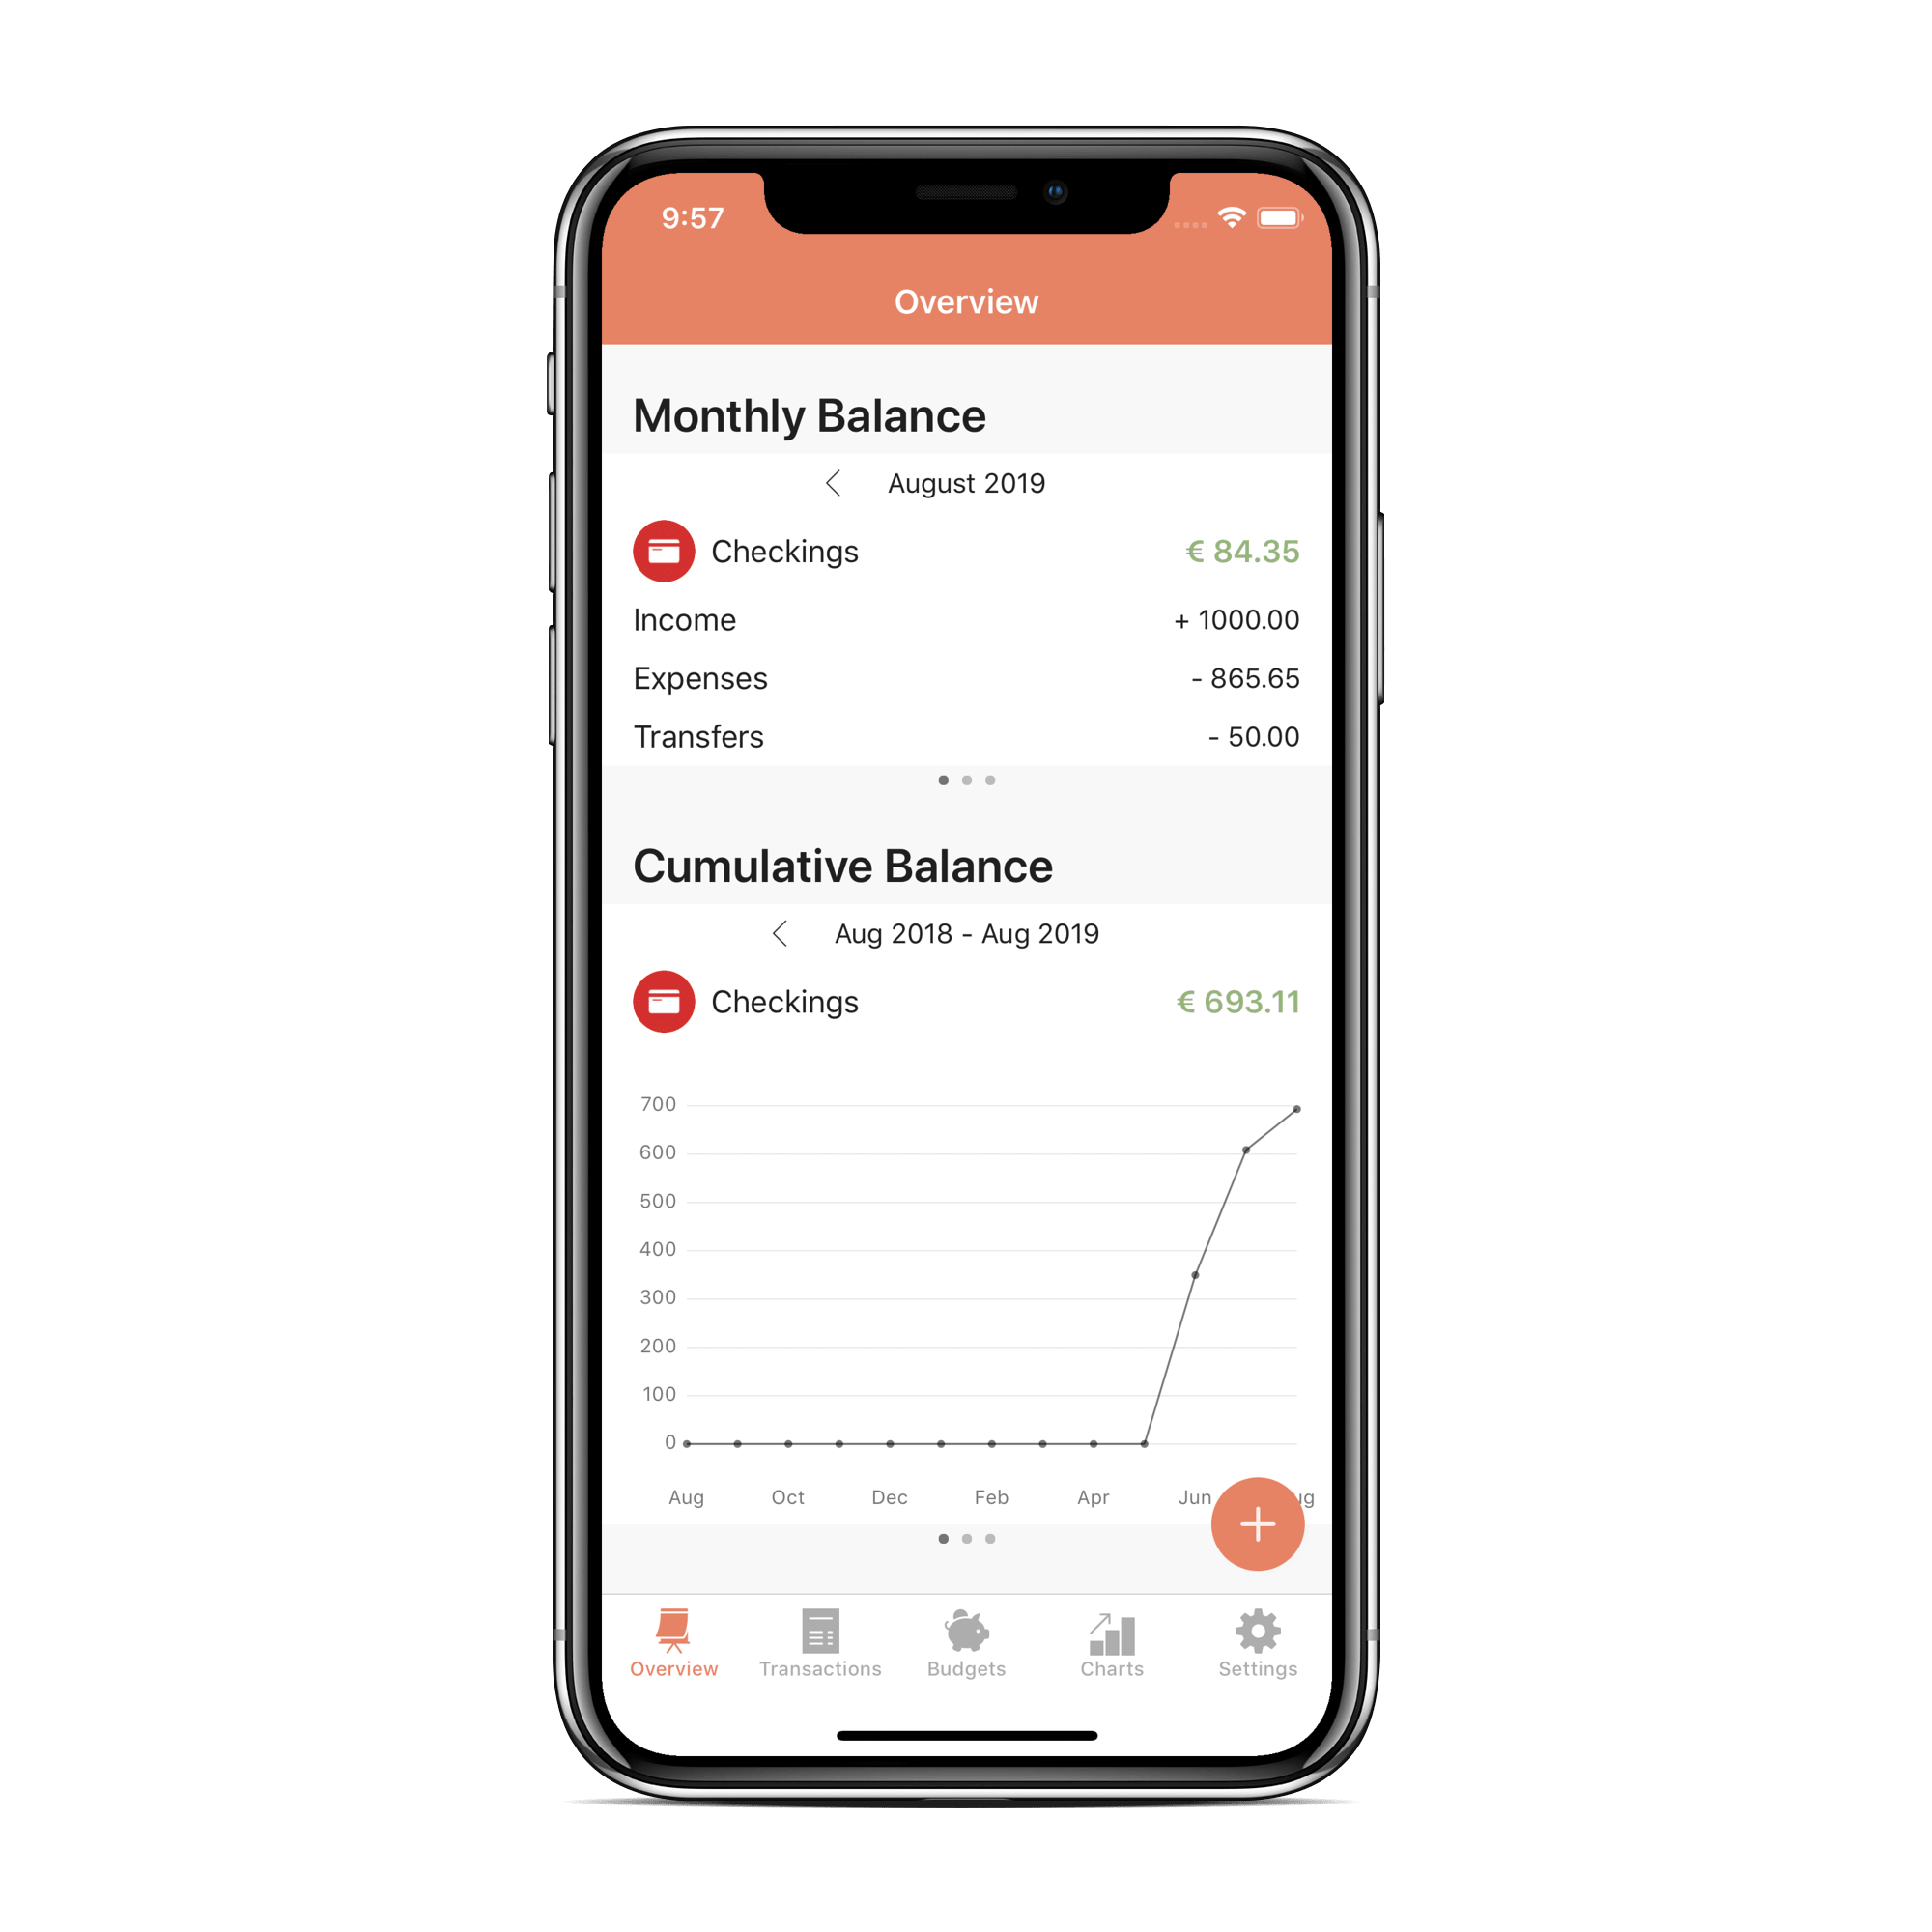 9:57
Overview
Monthly Balance
August 2019
Checkings € 84.35
Income + 1000.00
Expenses - 865.65
Transfers - 50.00
Cumulative Balance
Aug 2018 - Aug 2019
Checkings € 693.11
700
600
500
400
300
200
100
0
Aug Oct Dec Feb Apr Jun
Overview Transactions Budgets Charts Settings